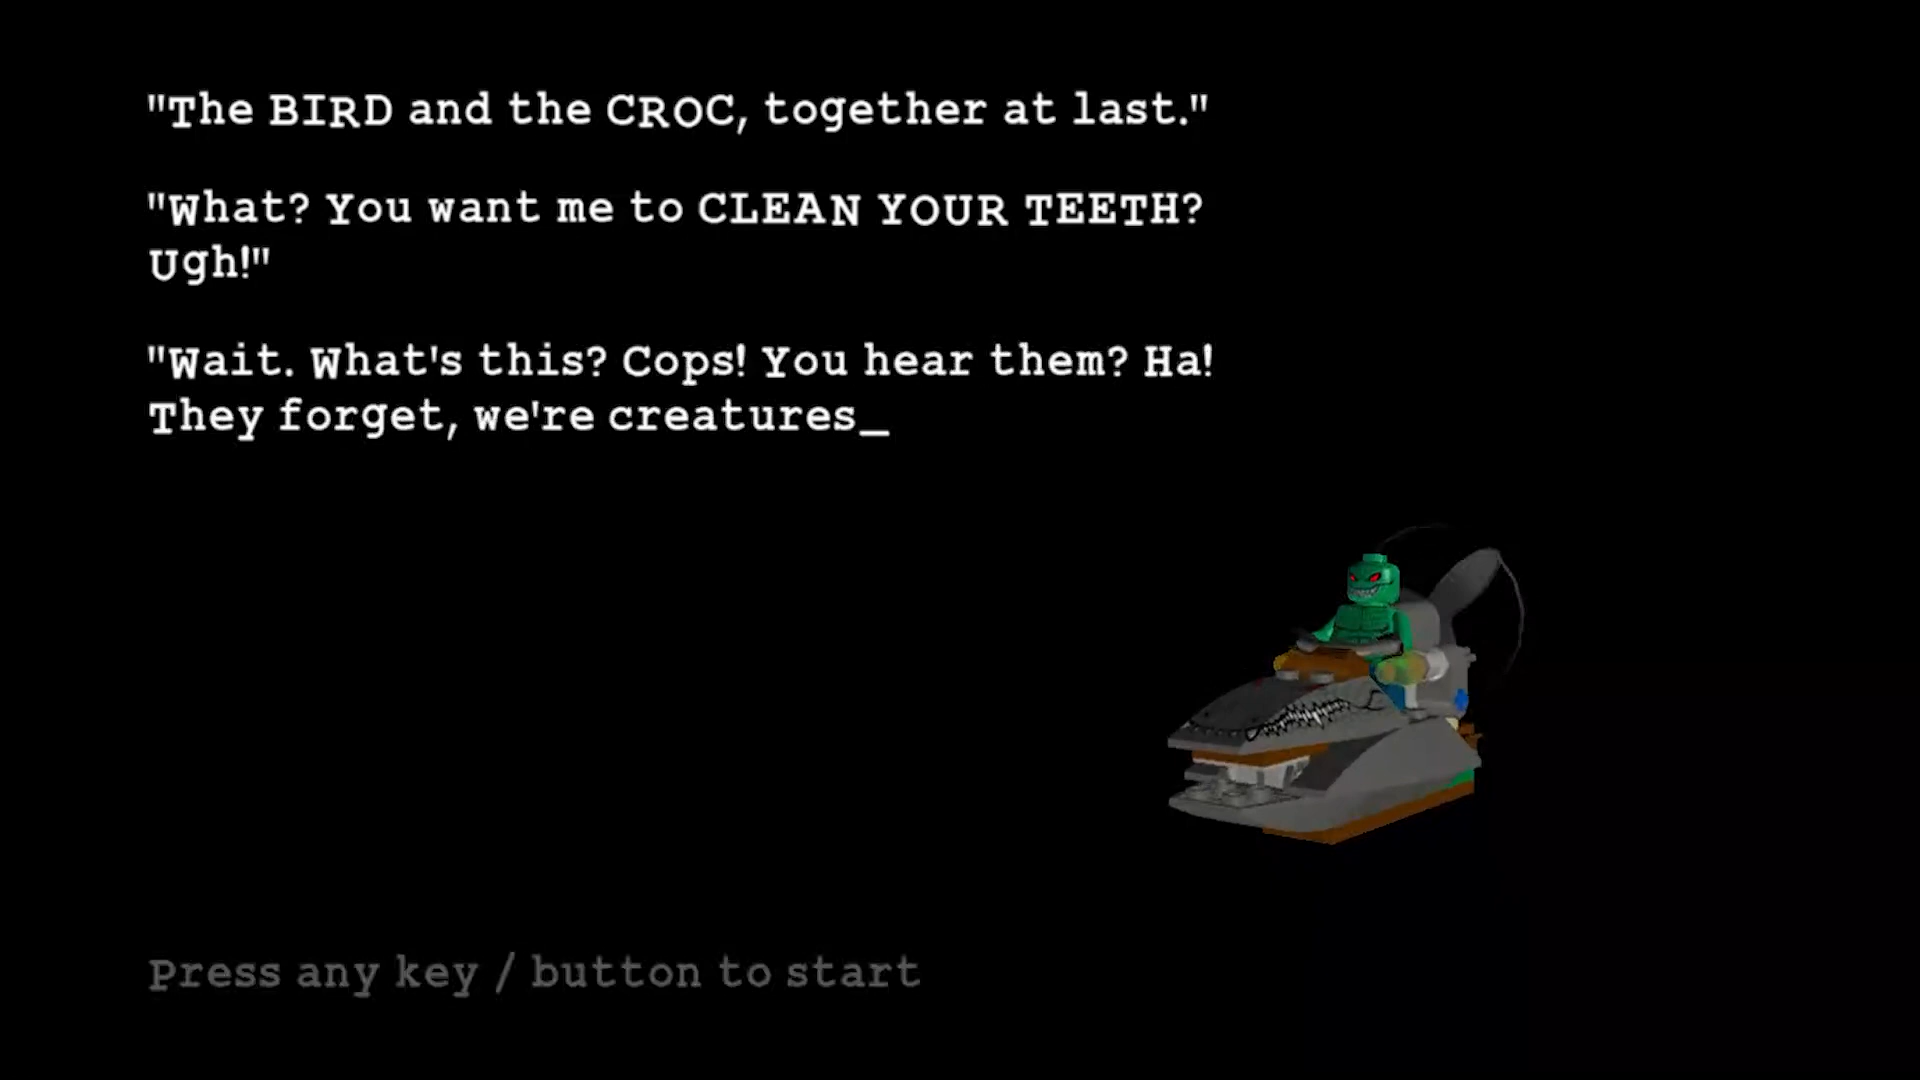 "The BIRD and the CROC, together at last."
"What? You want me to CLEAN YOUR TEETH?
Ugh!"
"Wait. What's this? Cops! You hear them? Ha!
They forget, we're creatures_
Press any key / button to start